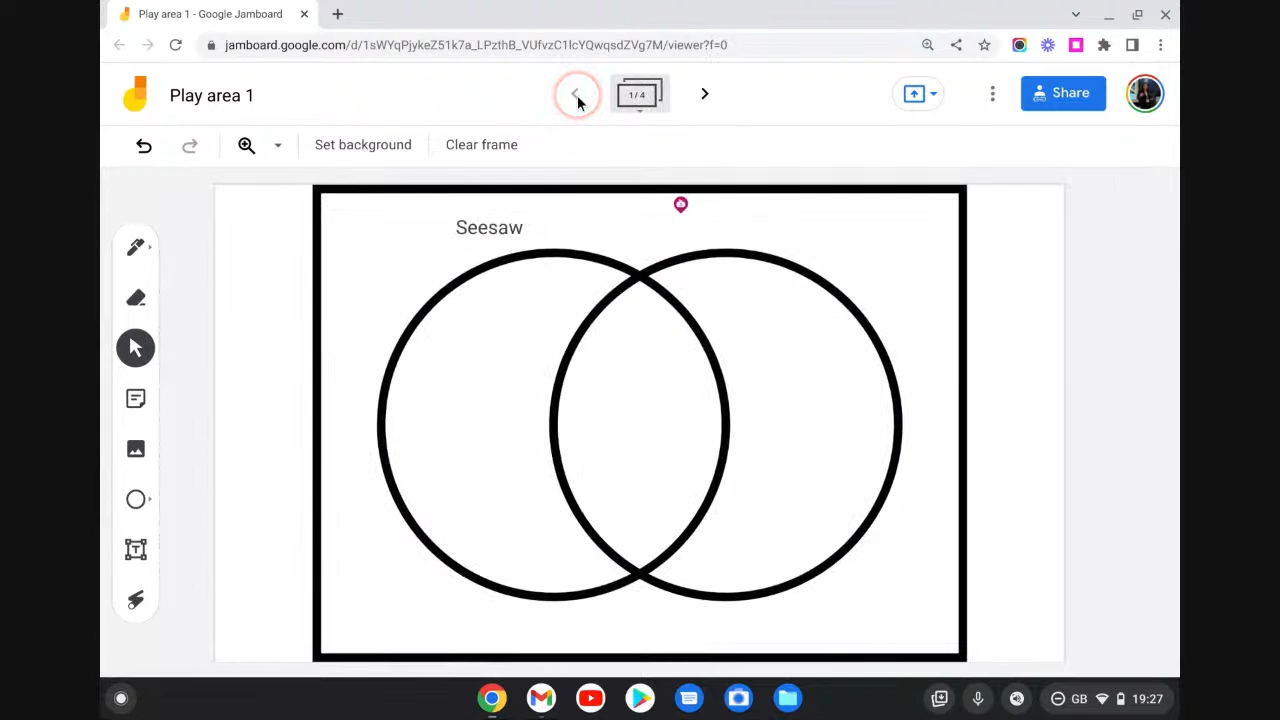 Play area 1 - Google Jamboard
jamboard.google.com/d/1sWYqPjykeZ51k7a_LPzthB_VUfvzC1lcYQwqsdZVg7M/viewer?f=0
Play area 1
1/4
Share
Set background
Clear frame
Seesaw
T
GB
19:27